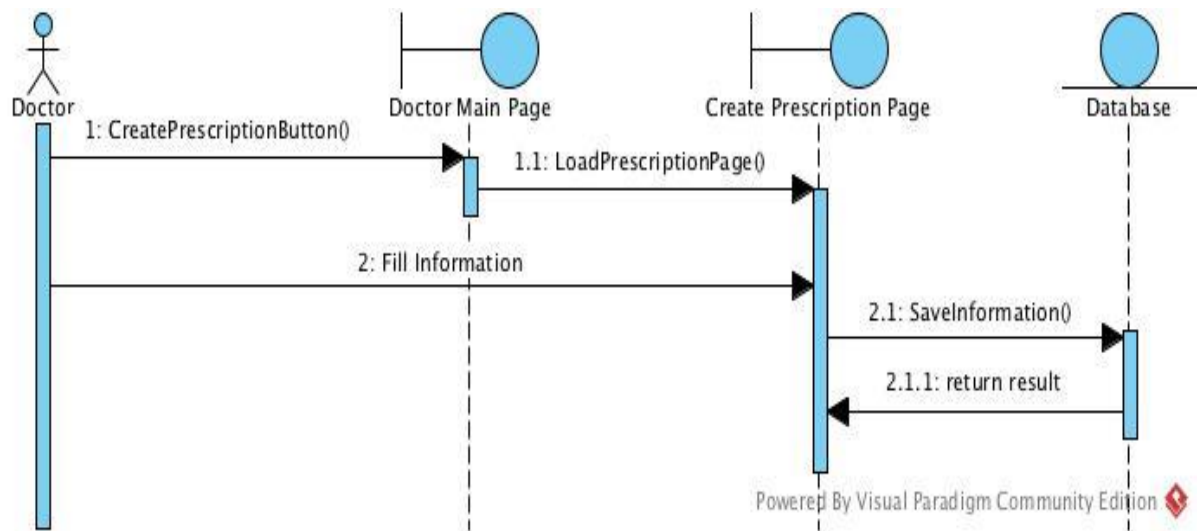 Doctor
Doctor Main Page
Create Prescription Page
Database
1: CreatePrescriptionButton()
1.1: LoadPrescriptionPage()
2: Fill Information
2.1: SaveInformation()
2.1.1: return result
Powered By Visual Paradigm Community Edition